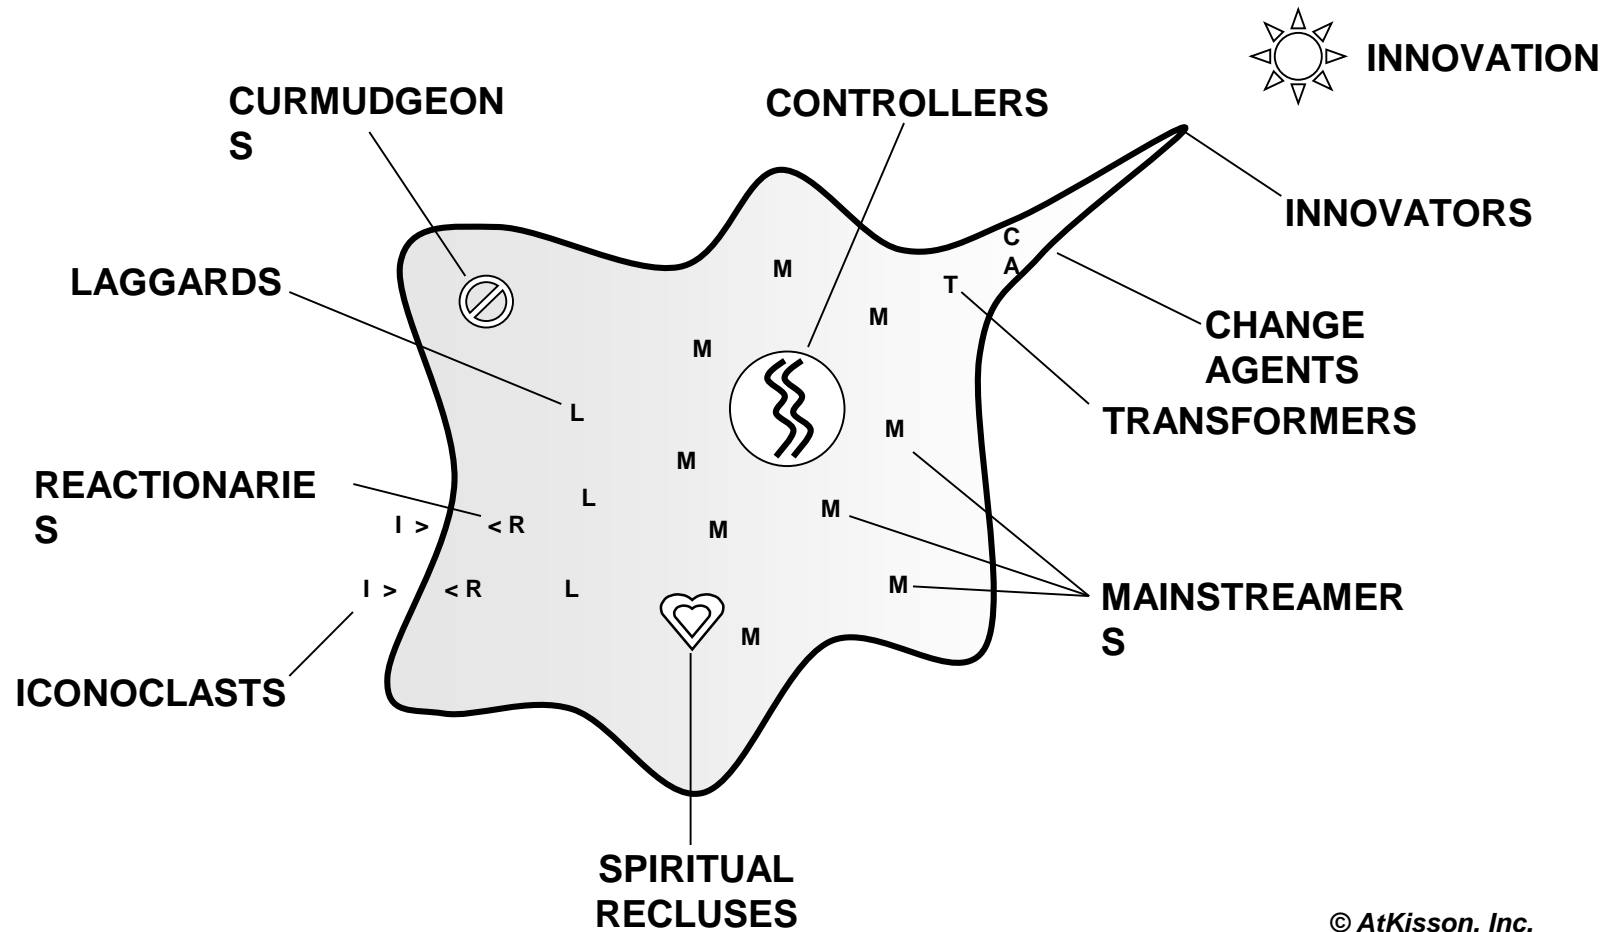 INNOVATION
CURMUDGEON
S
CONTROLLERS
INNOVATORS
C
A
LAGGARDS
M
T
M
CHANGE
AGENTS
M
TRANSFORMERS
L
M
M
REACTIONARIE
S
L
M
I > < R
M
I > < R
L
M
MAINSTREAMER
S
M
ICONOCLASTS
SPIRITUAL
RECLUSES
© AtKisson, Inc.